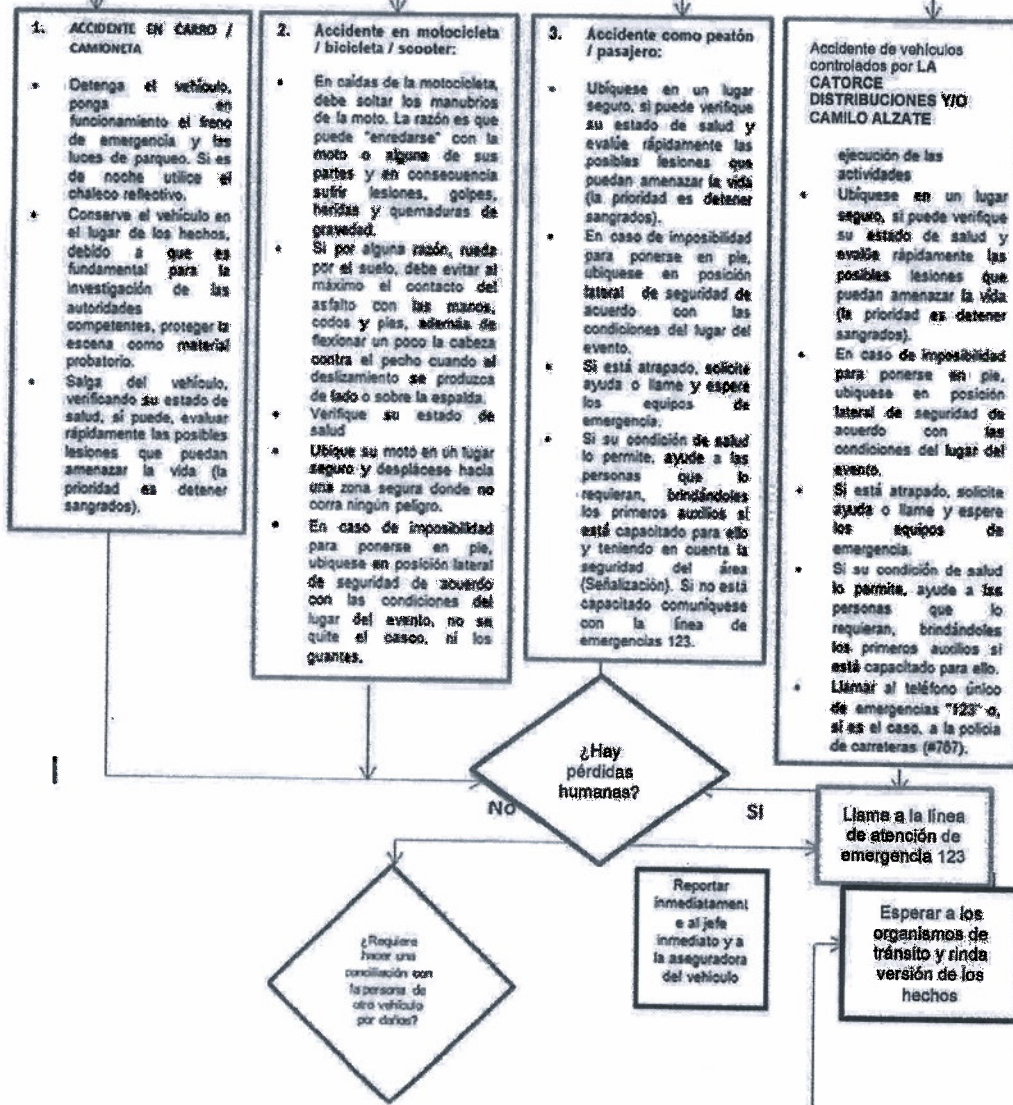 1. ACCIDENTE EN CARRO /
CAMIONETA
• Detenga el vehículo,
ponga en
funcionamiento el freno
de emergencia y las
luces de parqueo. Si es
de noche utilice el
chaleco reflectivo.
• Conserve el vehículo en
el lugar de los hechos,
debido a que es
fundamental para la
investigación de las
autoridades
competentes, proteger la
escena como material
probatorio.
• Salga del vehículo,
verificando su estado de
salud, si puede, evaluar
rápidamente las posibles
lesiones que puedan
amenazar la vida (la
prioridad es detener
sangrados).
2. Accidente en motocicleta
/ bicicleta / scooter:
• En caídas de la motocicleta,
debe soltar los manubrios
de la moto. La razón es que
puede "enredarse" con la
moto o alguna de sus
partes y en consecuencia
sufrir lesiones, golpes,
heridas y quemaduras de
gravedad.
• Si por alguna razón, rueda
por el suelo, debe evitar al
máximo el contacto del
asfalto con las manos,
codos y pies, además de
flexionar un poco la cabeza
contra el pecho cuando el
deslizamiento se produzca
de lado o sobre la espalda.
• Verifique su estado de
salud
• Ubique su moto en un lugar
seguro y desplácese hacia
una zona segura donde no
corra ningún peligro.
• En caso de imposibilidad
para ponerse en pie,
ubíquese en posición lateral
de seguridad de acuerdo
con las condiciones del
lugar del evento, no se
quite el casco, ni los
guantes.
3. Accidente como peatón
/ pasajero:
• Ubíquese en un lugar
seguro, si puede verifique
su estado de salud y
evalúe rápidamente las
posibles lesiones que
puedan amenazar la vida
(la prioridad es detener
sangrados).
• En caso de imposibilidad
para ponerse en pie,
ubíquese en posición
lateral de seguridad de
acuerdo con las
condiciones del lugar del
evento.
• Si está atrapado, solicite
ayuda o llame y espere
los equipos de
emergencia.
• Si su condición de salud
lo permite, ayude a las
personas que lo
requieran, brindándoles
los primeros auxilios si
está capacitado para ello
y teniendo en cuenta la
seguridad del área
(Señalización). Si no está
capacitado comuníquese
con la línea de
emergencias 123.
Accidente de vehículos
controlados por LA
CATORCE
DISTRIBUCIONES Y/O
CAMILO ALZATE
ejecución de las
actividades
• Ubíquese en un lugar
seguro, si puede verifique
su estado de salud y
evalúe rápidamente las
posibles lesiones que
puedan amenazar la vida
(la prioridad es detener
sangrados).
• En caso de imposibilidad
para ponerse en pie,
ubíquese en posición
lateral de seguridad de
acuerdo con las
condiciones del lugar del
evento.
• Si está atrapado, solicite
ayuda o llame y espere
los equipos de
emergencia.
• Si su condición de salud
lo permite, ayude a las
personas que lo
requieran, brindándoles
los primeros auxilios si
está capacitado para ello.
• Llamar al teléfono único
de emergencias "123" o,
si es el caso, a la policía
de carreteras (#767).
¿Hay
pérdidas
humanas?
No
SI
Llame a la línea
de atención de
emergencia 123
Reportar
inmediatament
e al jefe
inmediato y a
la aseguradora
del vehículo
Esperar a los
organismos de
tránsito y rinda
versión de los
hechos
¿Requiere
hacer una
conciliación con
la persona de
otro vehículo
por daños?